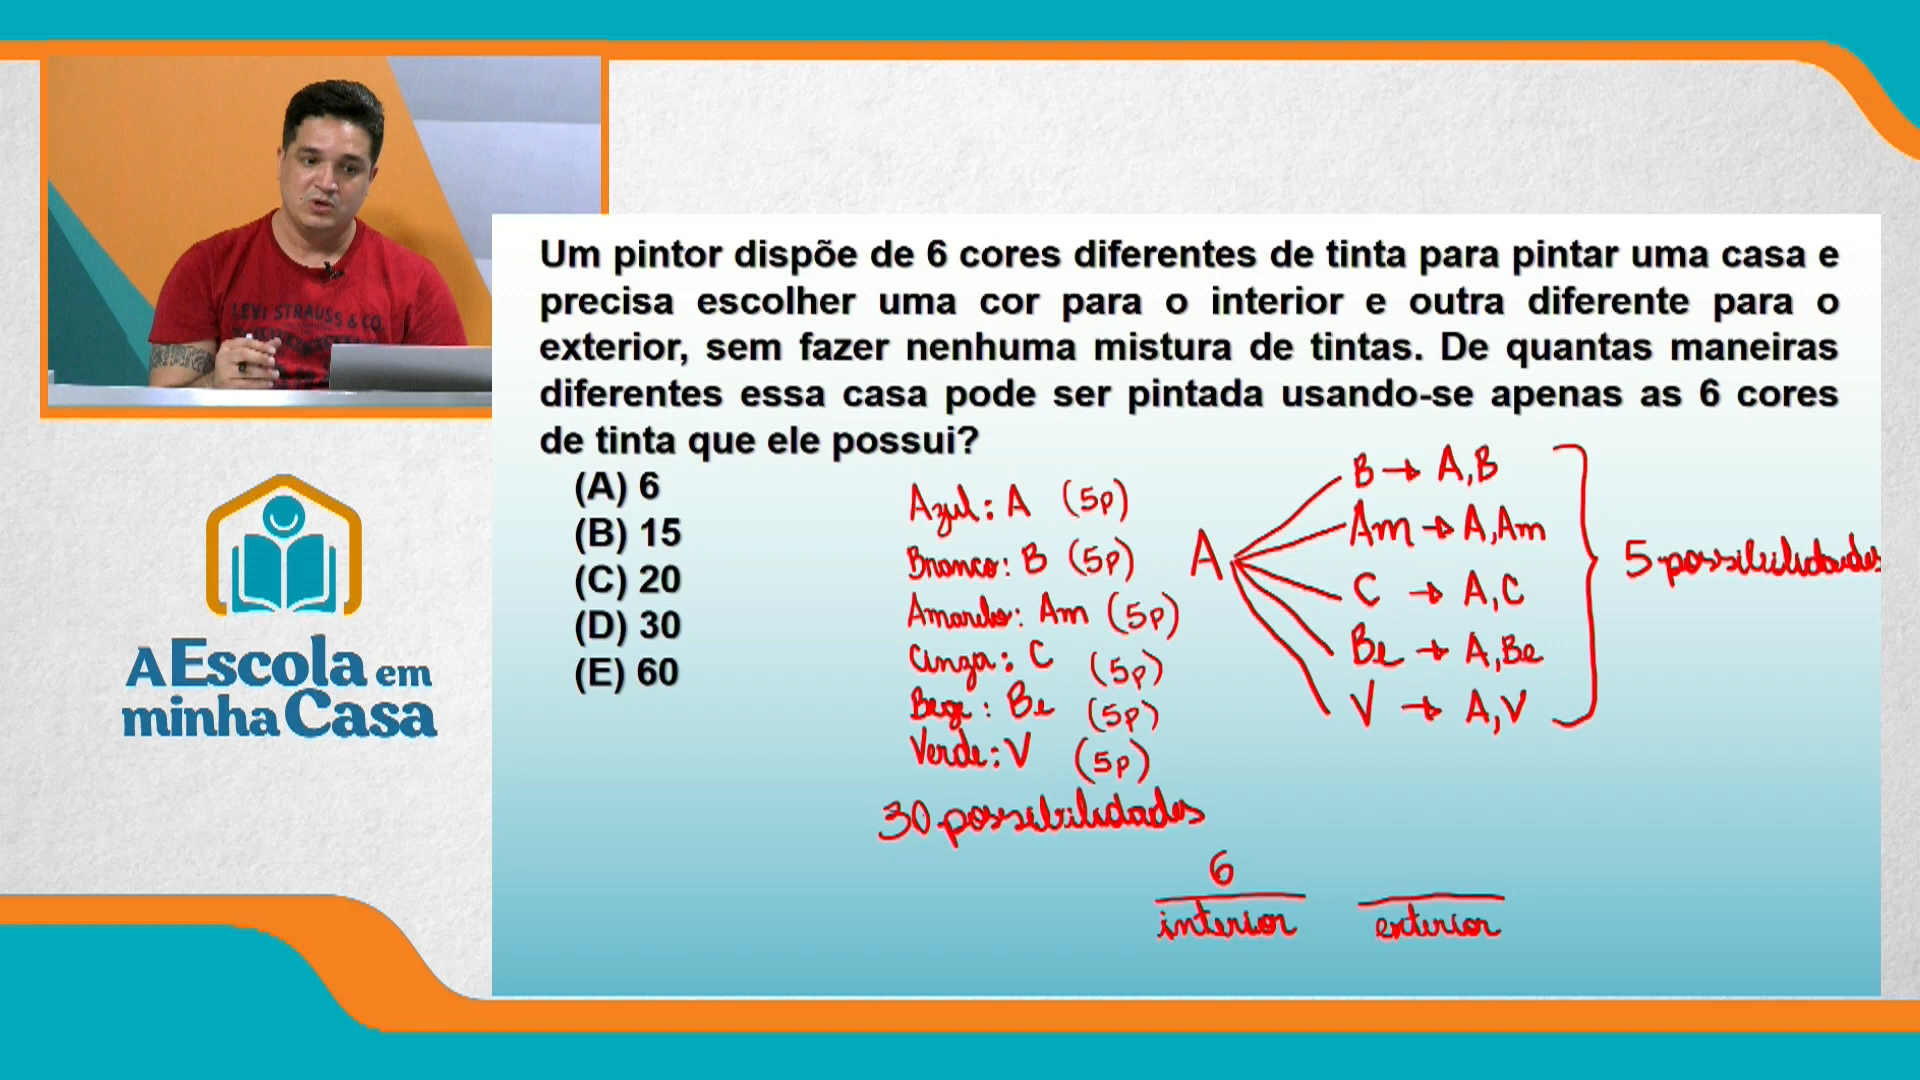 LEVI STRAUSS & CO.
Um pintor dispõe de 6 cores diferentes de tinta para pintar uma casa e
precisa escolher uma cor para o interior e outra diferente para o
exterior, sem fazer nenhuma mistura de tintas. De quantas maneiras
diferentes essa casa pode ser pintada usando-se apenas as 6 cores
de tinta que ele possui?
(A) 6
(B) 15
(C) 20
(D) 30
(E) 60
Azul: A (5p)
Branco: B (5p)
Amarelo: Am (5p)
Cinza: C (5p)
Bege: Be (5p)
Verde: V (5p)
30 possibilidades
A
B → A,B
Am → A,Am
C → A,C
Be → A,Be
V → A,V
5 possibilidades
6
interior exterior
A Escola em
minha Casa